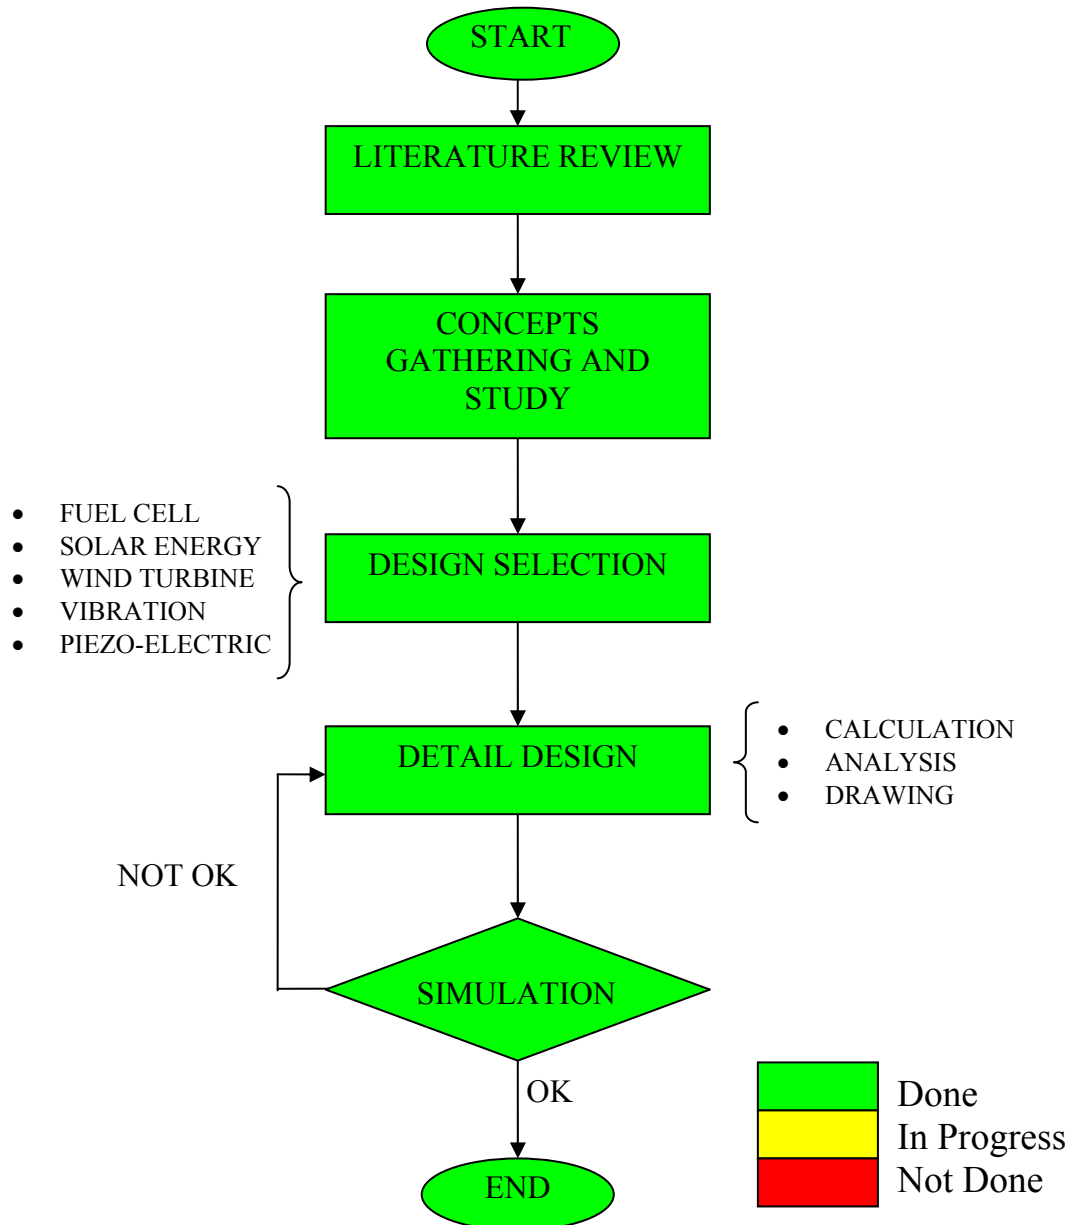 START
LITERATURE REVIEW
CONCEPTS
GATHERING AND
STUDY
• FUEL CELL
• SOLAR ENERGY
• WIND TURBINE
• VIBRATION
• PIEZO-ELECTRIC
DESIGN SELECTION
DETAIL DESIGN
• CALCULATION
• ANALYSIS
• DRAWING
NOT OK
SIMULATION
OK
END
Done
In Progress
Not Done